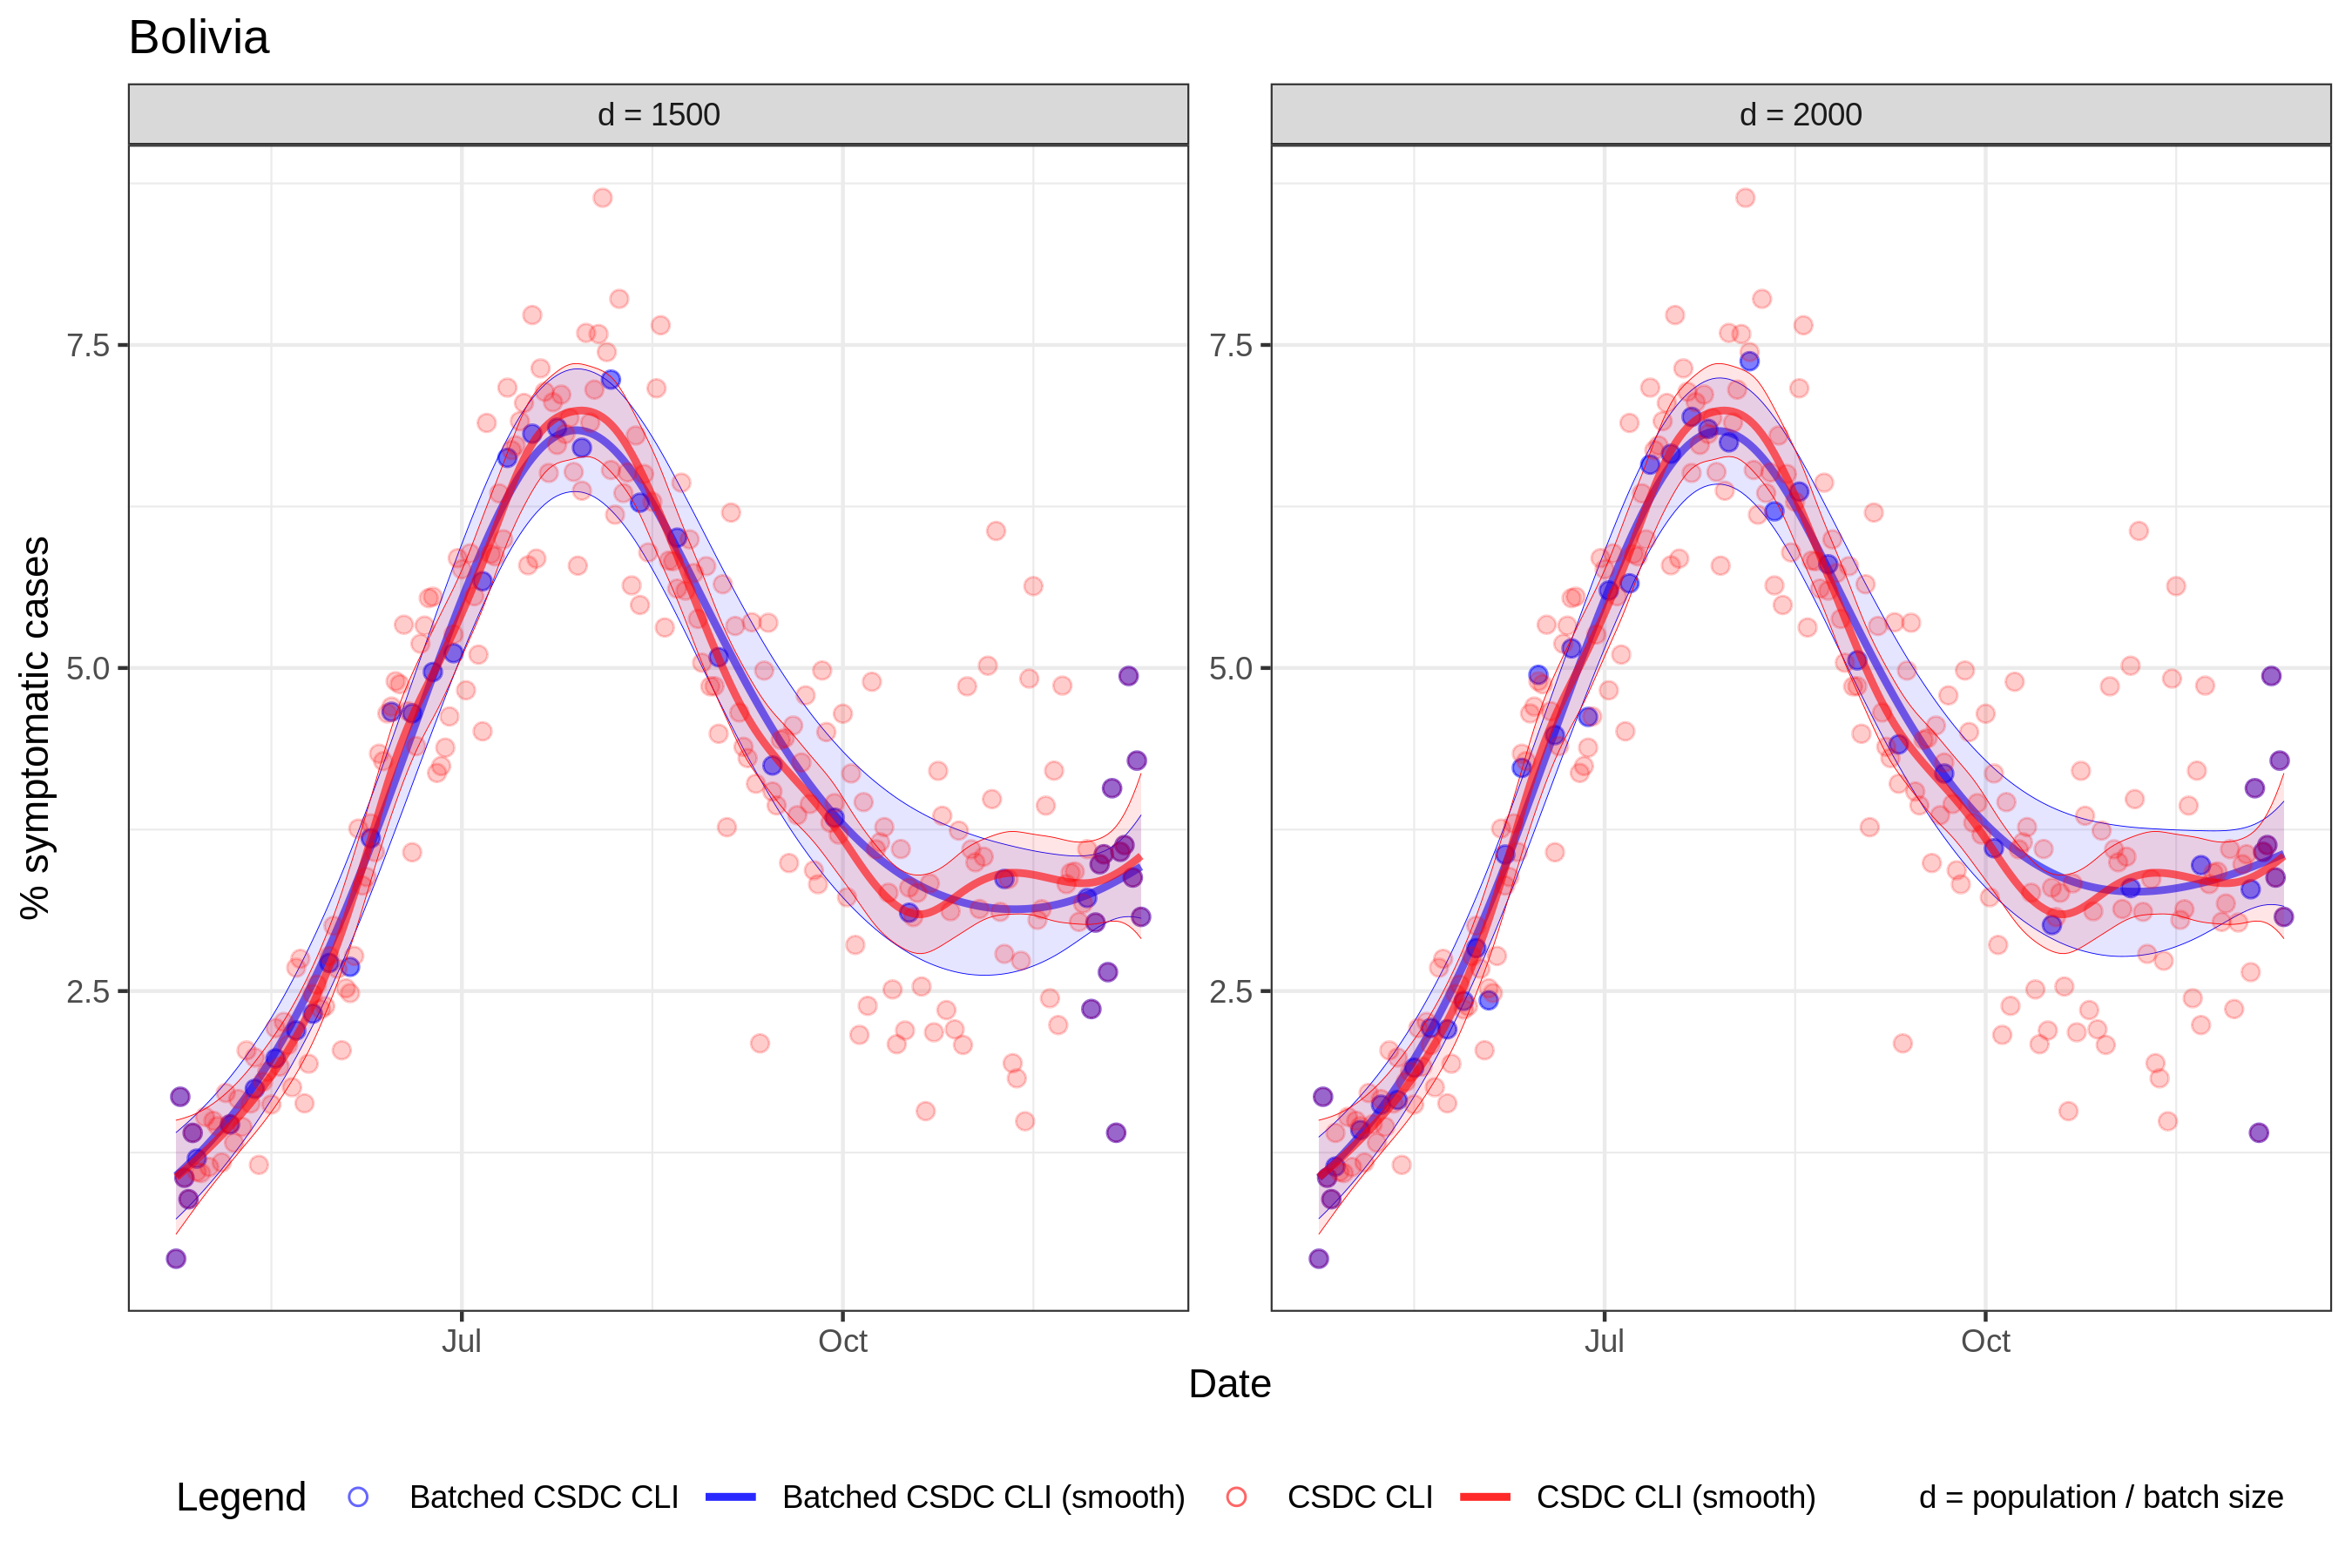 Bolivia
d = 1500
d = 2000
% symptomatic cases
7.5
5.0
2.5
7.5
5.0
2.5
Jul
Oct
Jul
Oct
Date
Legend
Batched CSDC CLI
Batched CSDC CLI (smooth)
CSDC CLI
CSDC CLI (smooth)
d = population / batch size